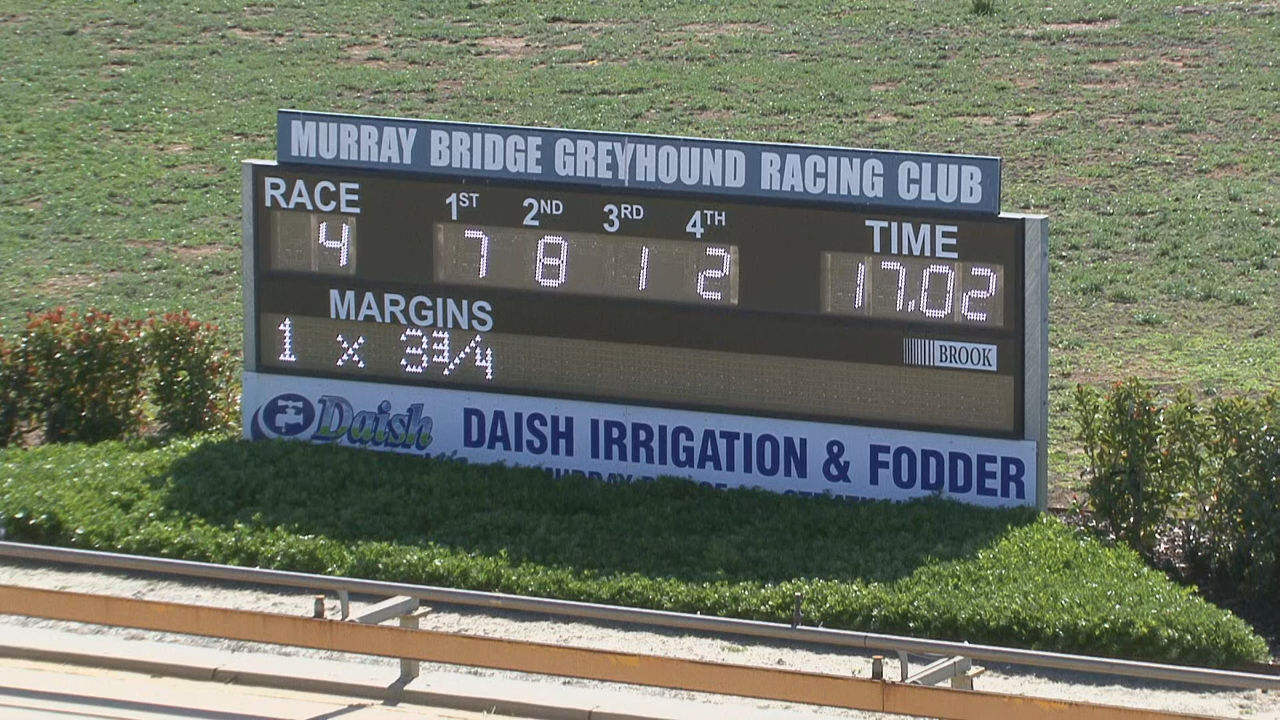 MURRAY BRIDGE GREYHOUND RACING CLUB
RACE 1ST 2ND 3RD 4TH TIME
4 7 8 1 2 17.02
MARGINS
1 x 3 3/4
BROOK
Daish DAISH IRRIGATION & FODDER